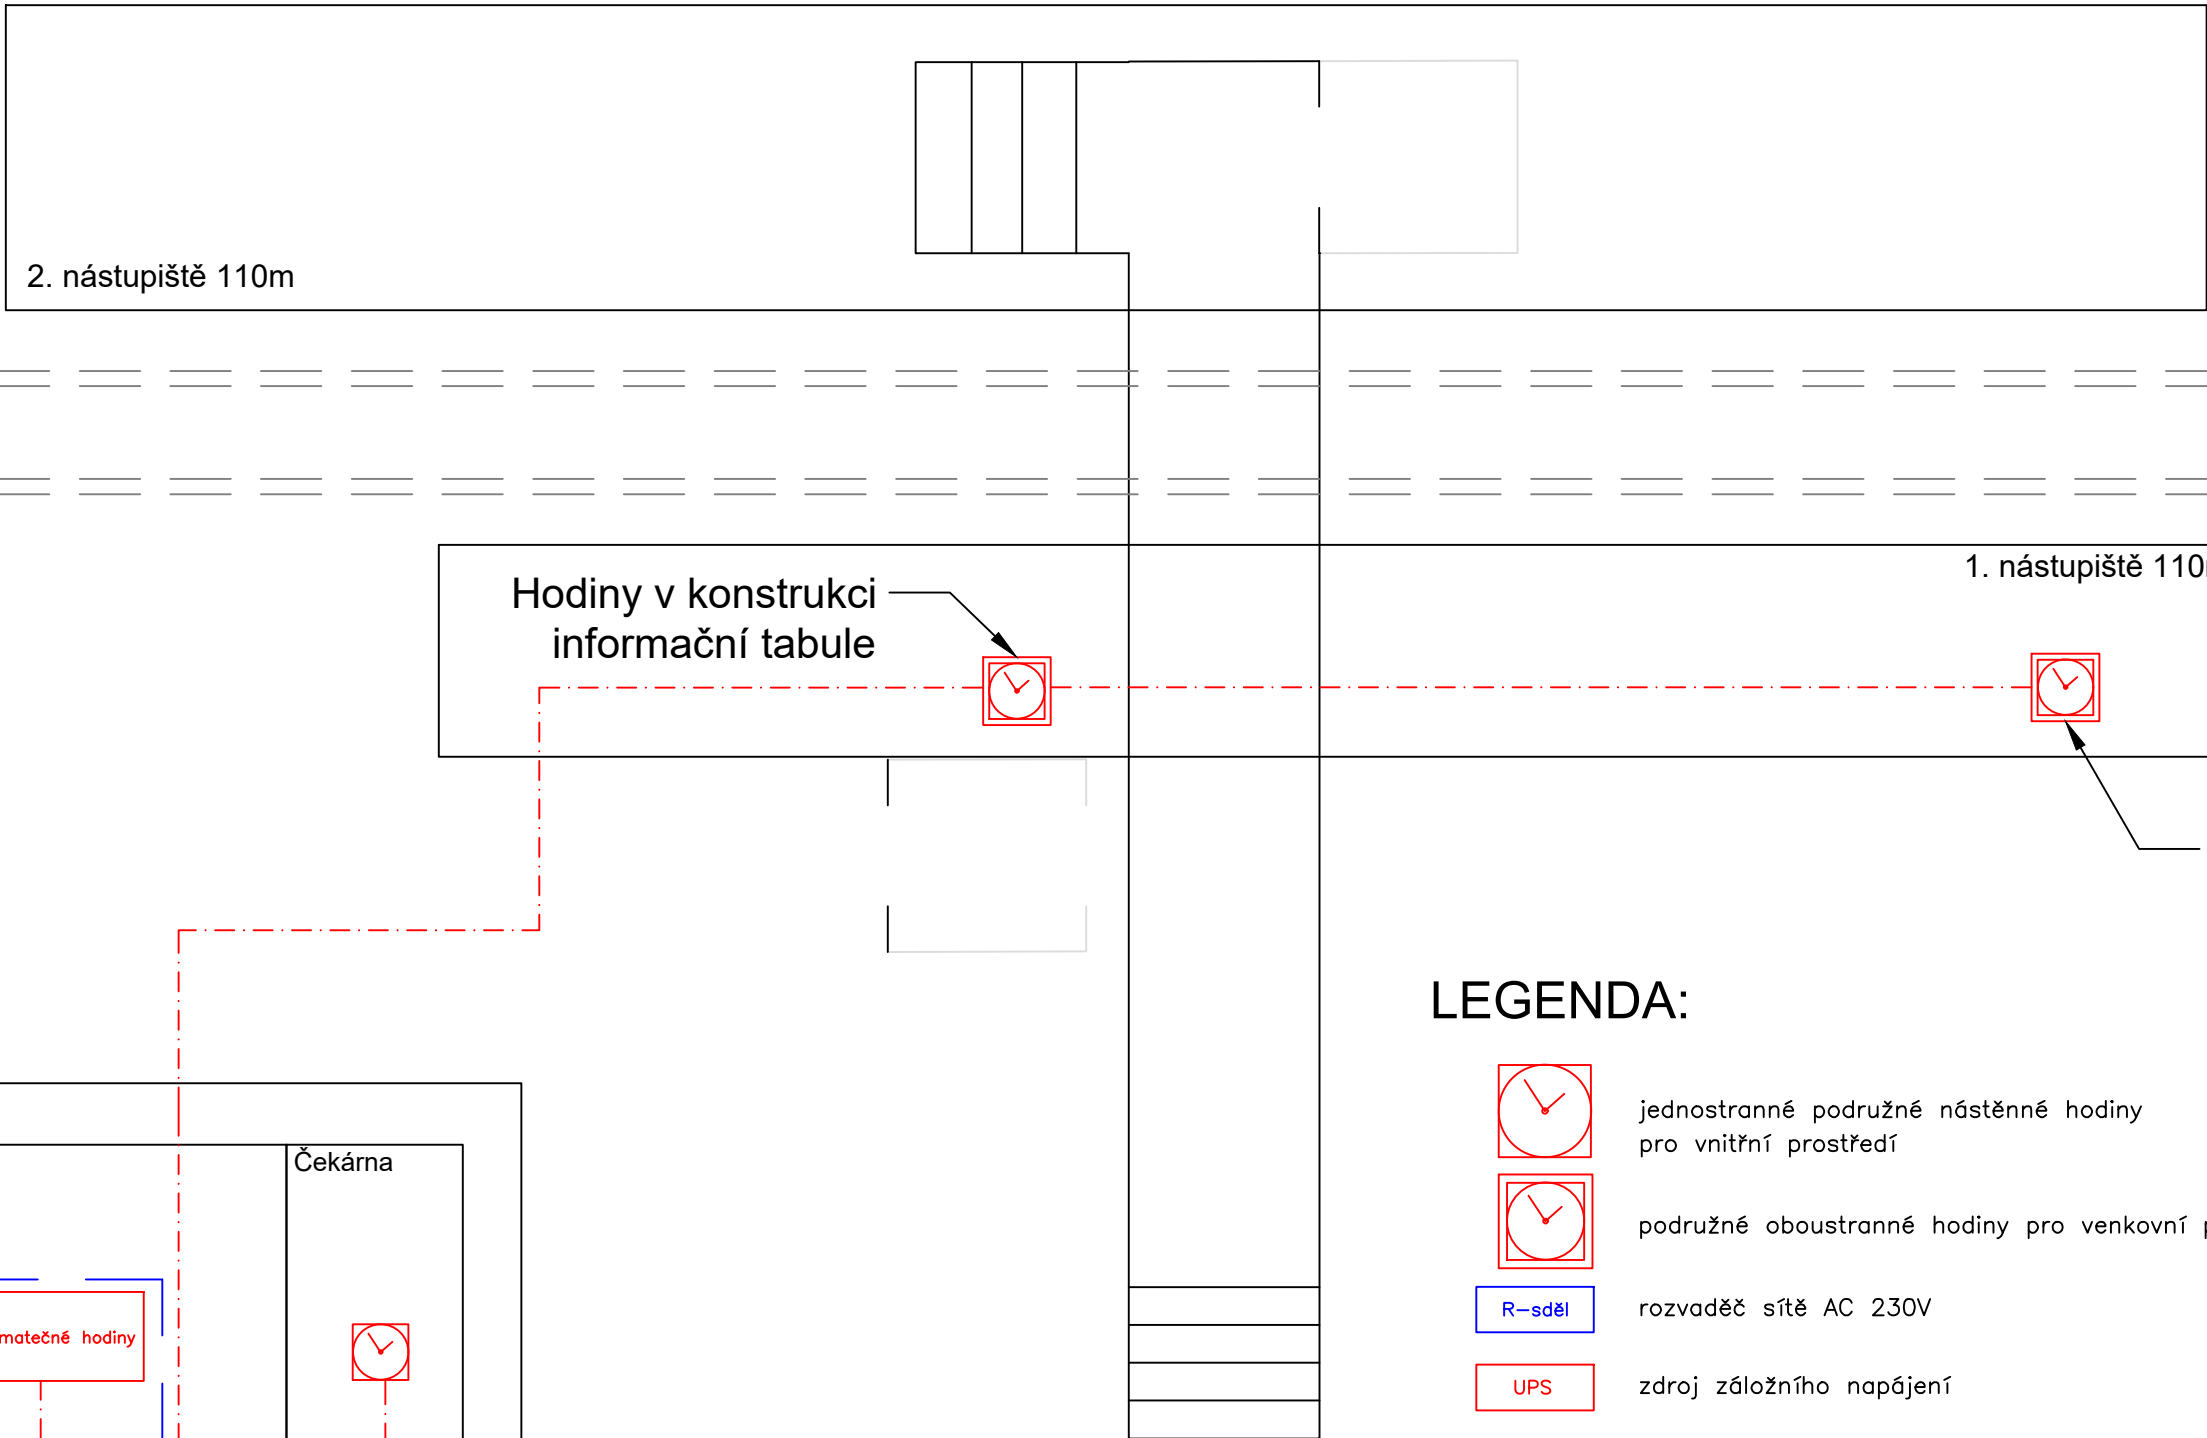 2. nástupiště 110m
1. nástupiště 110
Hodiny v konstrukci
informační tabule
LEGENDA:
jednostranné podružné nástěnné hodiny
pro vnitřní prostředí
podružné oboustranné hodiny pro venkovní
R-sděl
rozvaděč sítě AC 230V
UPS
zdroj záložního napájení
Čekárna
matečné hodiny